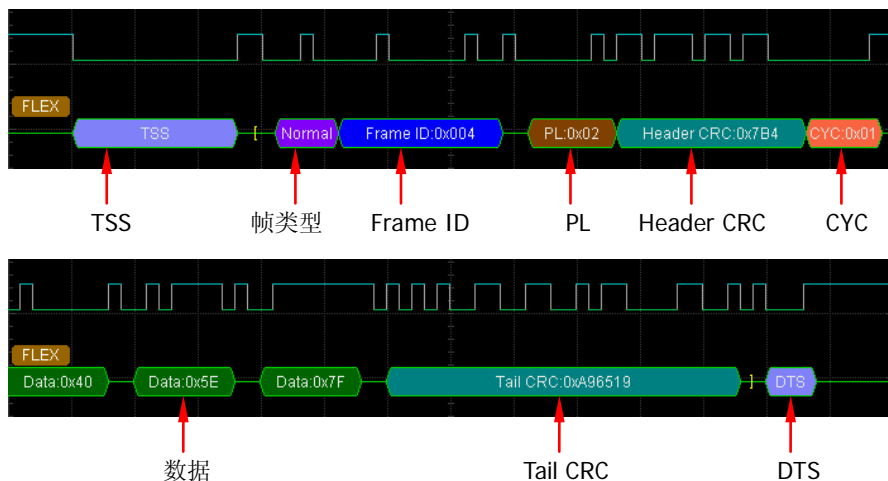 FLEX
TSS [ Normal Frame ID:0x004 PL:0x02 Header CRC:0x7B4 CYC:0x01
TSS 帧类型 Frame ID PL Header CRC CYC
FLEX
Data:0x40 Data:0x5E Data:0x7F Tail CRC:0xA96519 ] DTS
数据 Tail CRC DTS